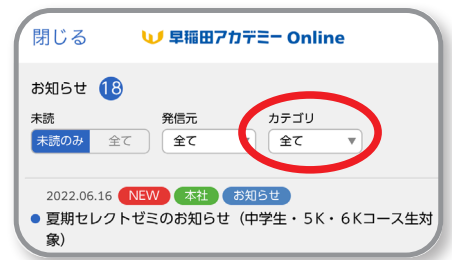 閉じる 早稲田アカデミー Online
お知らせ 18
未読 発信元 カテゴリ
未読のみ 全て 全て 全て
2022.06.16 NEW 本社 お知らせ
夏期セレクトゼミのお知らせ（中学生・５K・６Kコース生対
象）